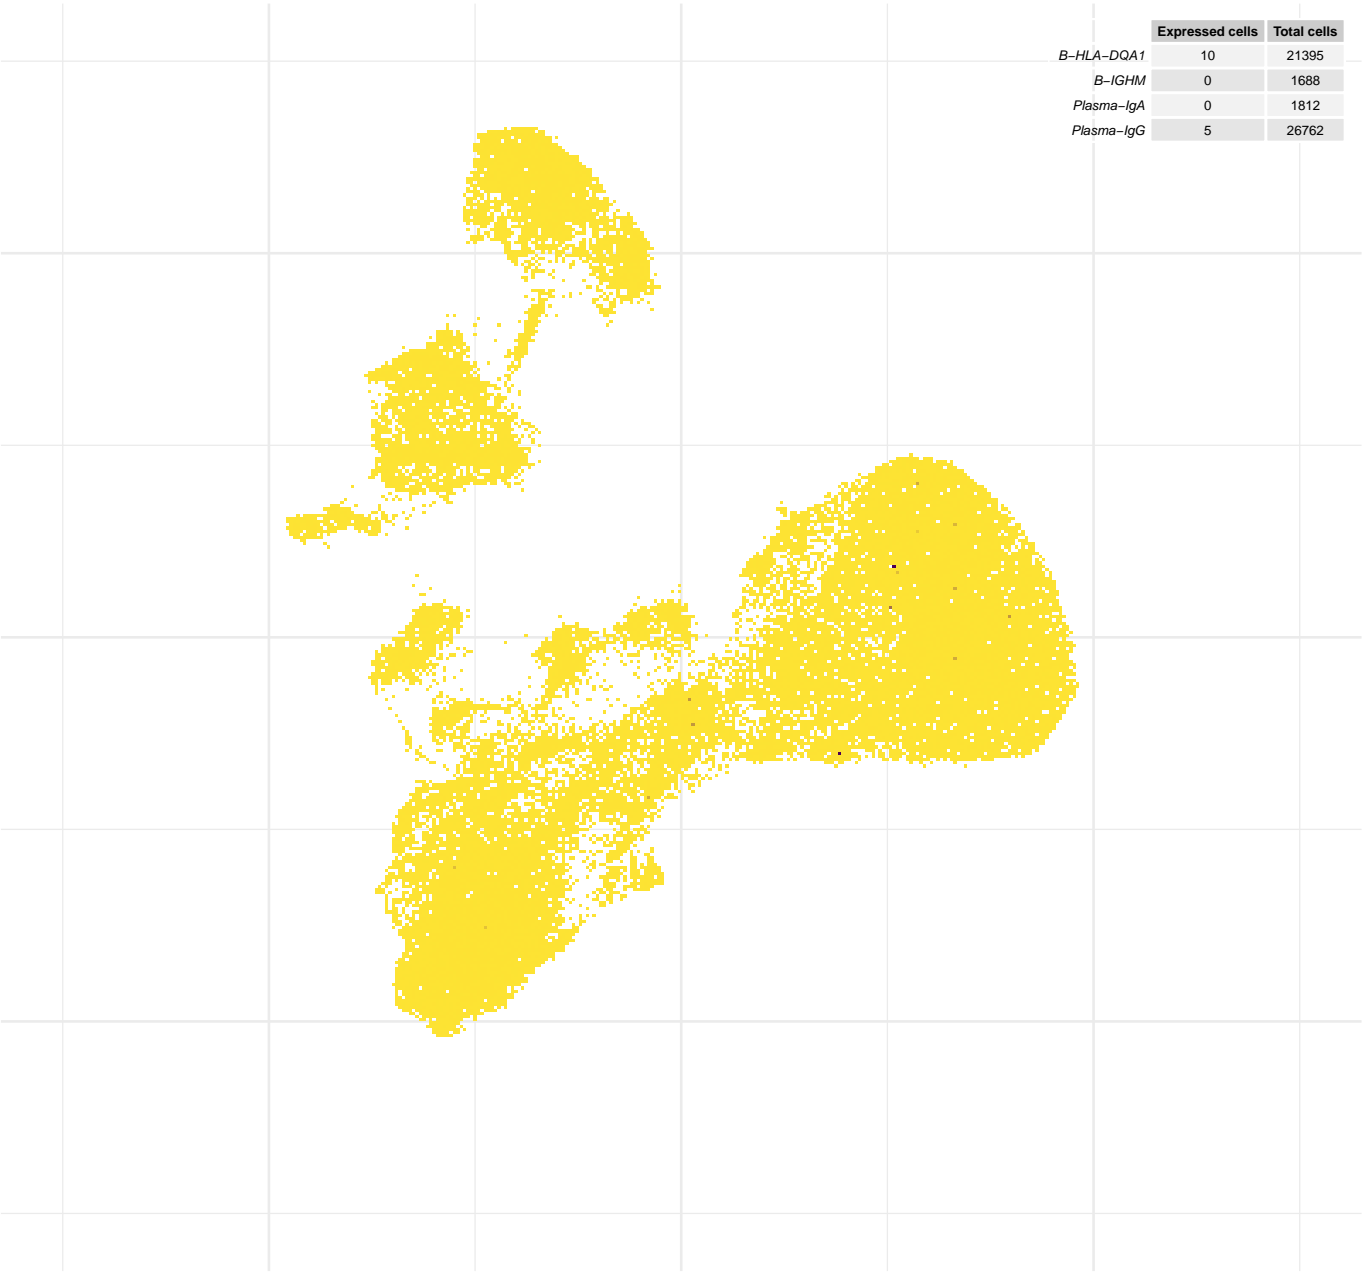 Expressed cells Total cells
B−HLA−DQA1 10 21395
B−IGHM 0 1688
Plasma−IgA 0 1812
Plasma−IgG 5 26762